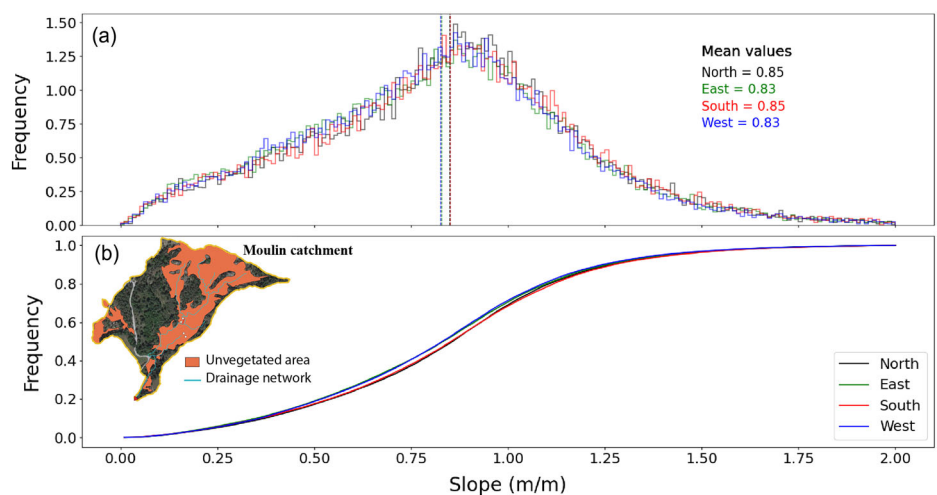 (a)
Frequency
1.50
1.25
1.00
0.75
0.50
0.25
0.00
Mean values
North = 0.85
East = 0.83
South = 0.85
West = 0.83
(b)
Moulin catchment
Frequency
1.0
0.8
0.6
0.4
0.2
0.0
Unvegetated area
Drainage network
North
East
South
West
0.00 0.25 0.50 0.75 1.00 1.25 1.50 1.75 2.00
Slope (m/m)